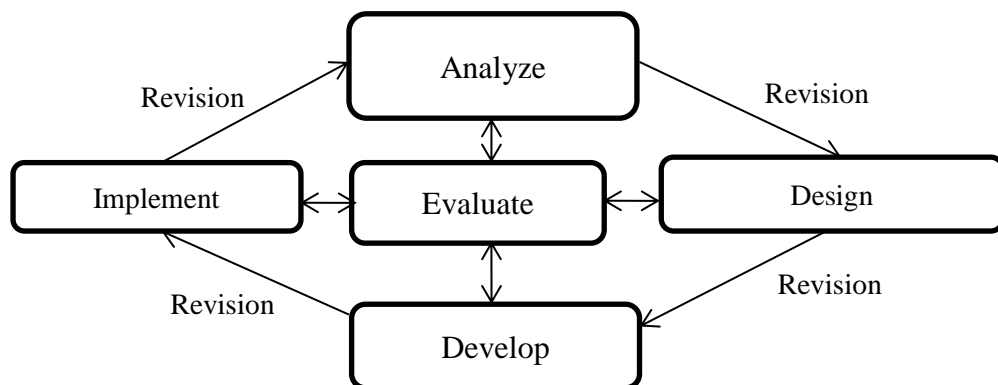 Analyze
Revision
Revision
Implement
Evaluate
Design
Revision
Revision
Develop